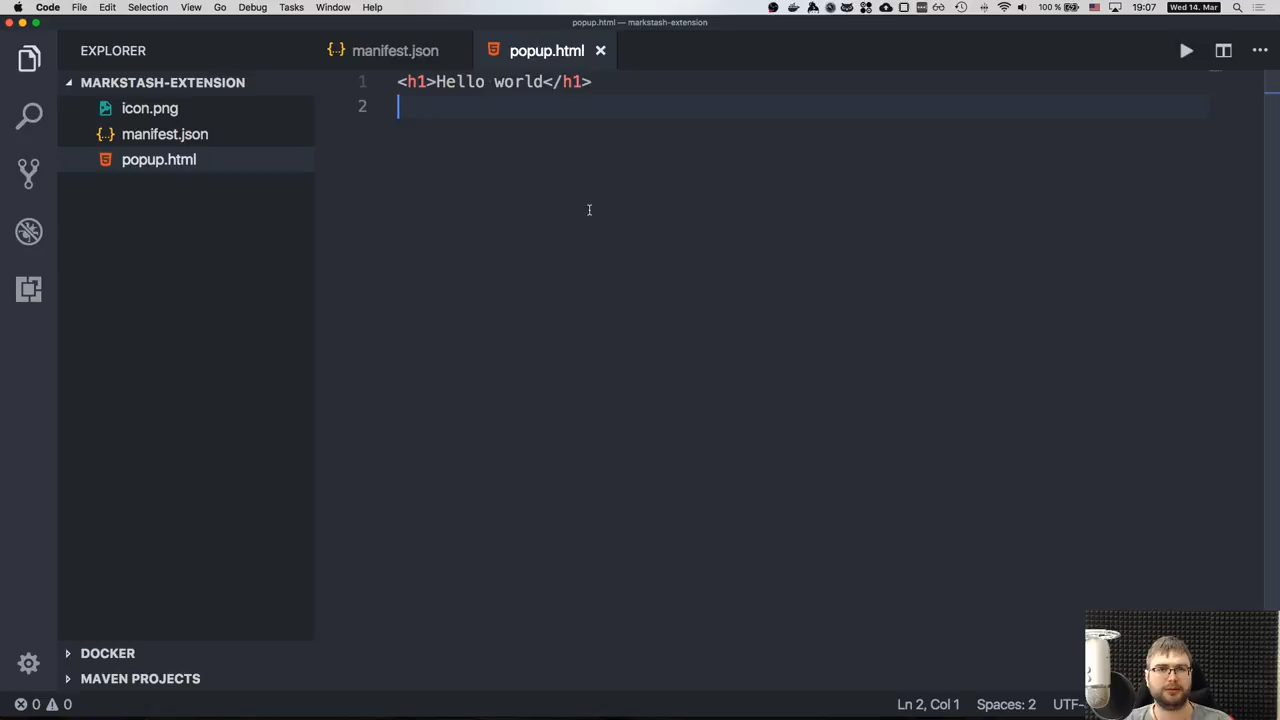 Code File Edit Selection View Go Debug Tasks Window Help 100 % 19:07 Wed 14. Mar
popup.html — markstash-extension
EXPLORER
manifest.json
popup.html
MARKSTASH-EXTENSION
icon.png
manifest.json
popup.html
1 <h1>Hello world</h1>
2
DOCKER
MAVEN PROJECTS
0 0 Ln 2, Col 1 Spaces: 2 UTF-